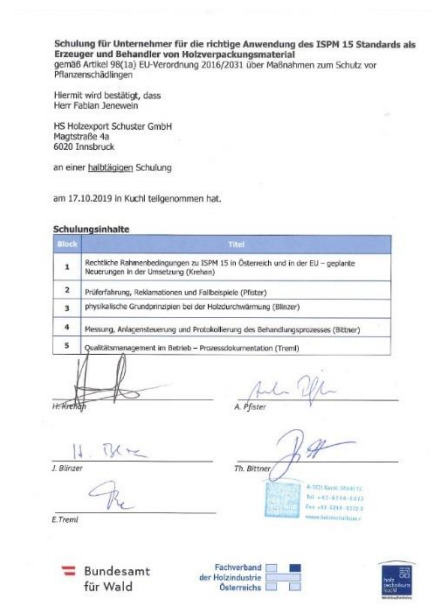 Schulung für Unternehmer für die richtige Anwendung des ISPM 15 Standards als
Erzeuger und Behandler von Holzverpackungsmaterial
gemäß Artikel 98(1a) EU-Verordnung 2016/2031 über Maßnahmen zum Schutz vor
Pflanzenschädlingen
Hiermit wird bestätigt, dass
Herr Fabian Jenewein
HS Holzexport Schuster GmbH
Magtstraße 4a
6020 Innsbruck
an einer halbtägigen Schulung
am 17.10.2019 in Kuchl teilgenommen hat.
Schulungsinhalte
Block Titel
1 Rechtliche Rahmenbedingungen zu ISPM 15 in Österreich und in der EU – geplante
Neuerungen in der Umsetzung (Krehan)
2 Prüferfahrung, Reklamationen und Fallbeispiele (Pfister)
3 physikalische Grundprinzipien bei der Holzdurchwärmung (Blinzer)
4 Messung, Anlagensteuerung und Protokollierung des Behandlungsprozesses (Bittner)
5 Qualitätsmanagement im Betrieb – Prozessdokumentation (Treml)
H. Krehan A. Pfister
J. Blinzer Th. Bittner
E.Treml
Bundesamt
für Wald
Fachverband
der Holzindustrie
Österreichs
holz
technikum
kuchl